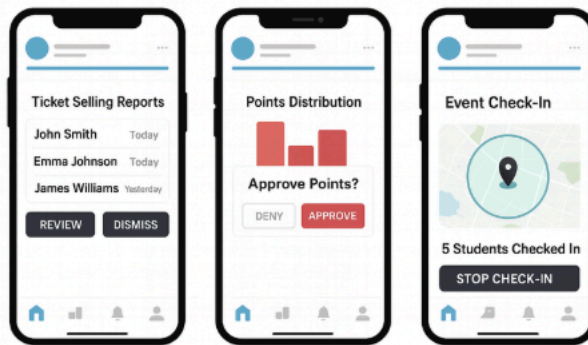 Ticket Selling Reports
John Smith Today
Emma Johnson Today
James Williams Yesterday
REVIEW DISMISS
Points Distribution
Approve Points?
DENY APPROVE
Event Check-In
5 Students Checked In
STOP CHECK-IN